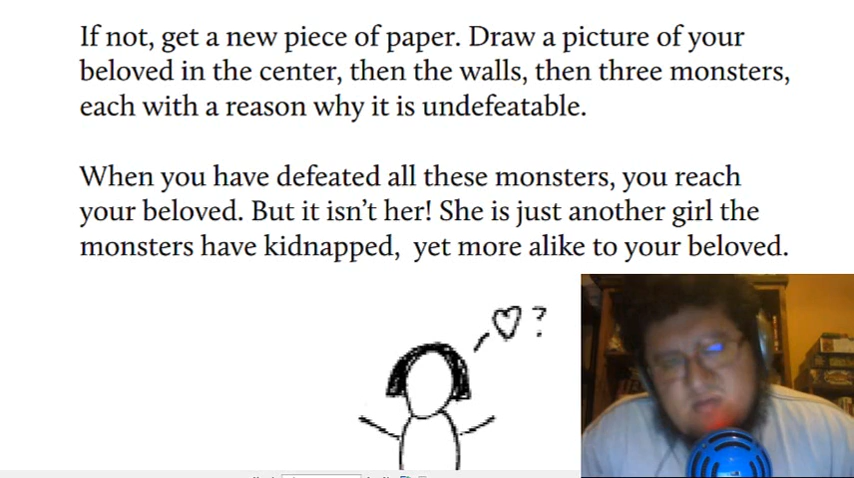 If not, get a new piece of paper. Draw a picture of your
beloved in the center, then the walls, then three monsters,
each with a reason why it is undefeatable.
When you have defeated all these monsters, you reach
your beloved. But it isn't her! She is just another girl the
monsters have kidnapped, yet more alike to your beloved.
?